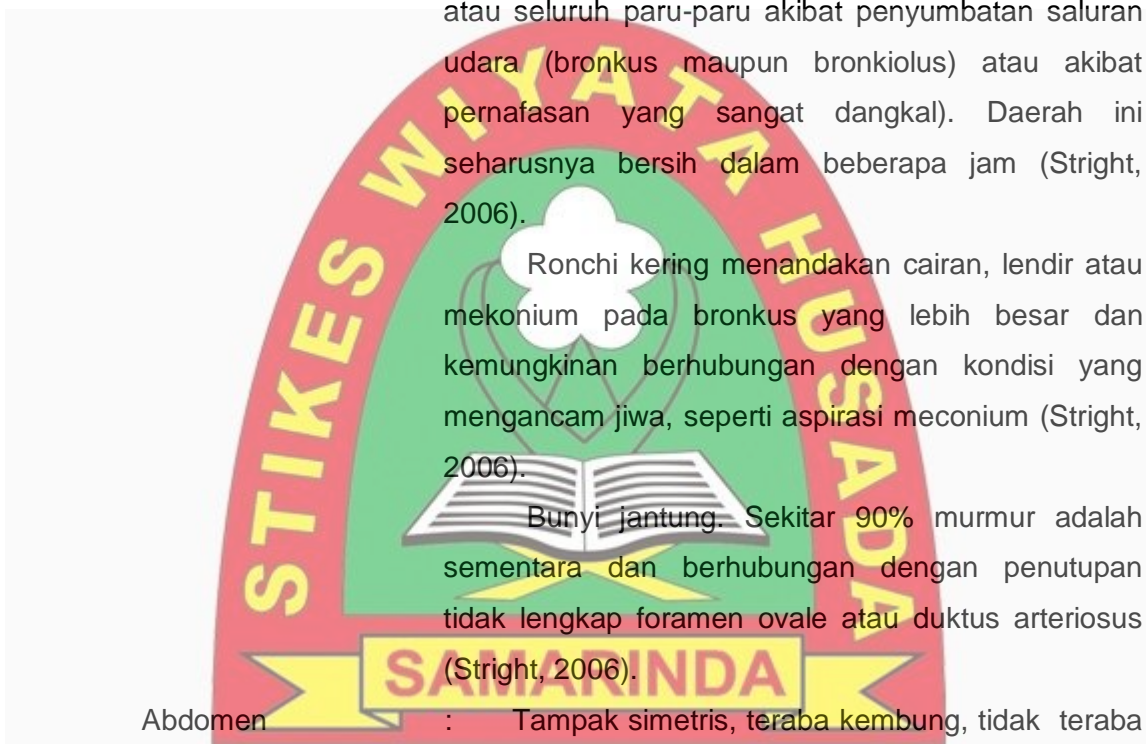 atau seluruh paru-paru akibat penyumbatan saluran
udara (bronkus maupun bronkiolus) atau akibat
pernafasan yang sangat dangkal). Daerah ini
seharusnya bersih dalam beberapa jam (Stright,
2006).
Ronchi kering menandakan cairan, lendir atau
mekonium pada bronkus yang lebih besar dan
kemungkinan berhubungan dengan kondisi yang
mengancam jiwa, seperti aspirasi meconium (Stright,
2006).
Bunyi jantung. Sekitar 90% murmur adalah
sementara dan berhubungan dengan penutupan
tidak lengkap foramen ovale atau duktus arteriosus
(Stright, 2006).
Abdomen : Tampak simetris, teraba kembung, tidak teraba
STIKES WIYATA HUSADA
SAMARINDA